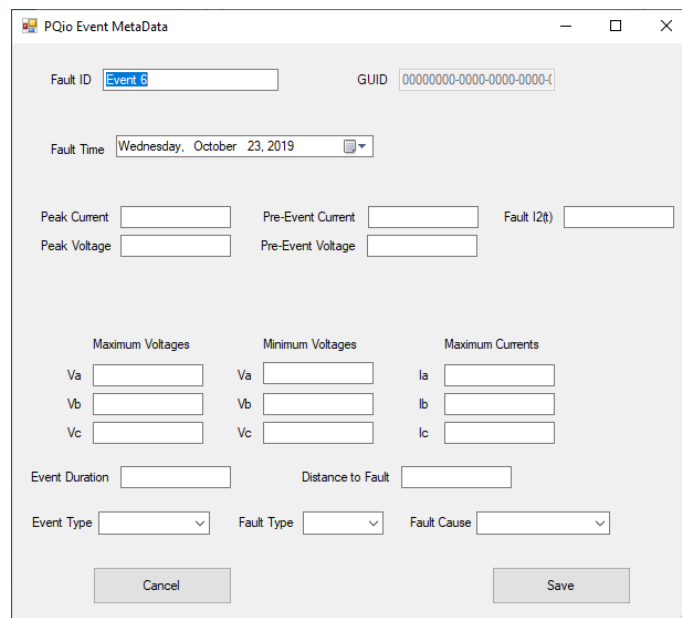 PQio Event MetaData
Fault ID Event 6 GUID 00000000-0000-0000-0000-(
Fault Time Wednesday, October 23, 2019
Peak Current Pre-Event Current Fault I2(t)
Peak Voltage Pre-Event Voltage
Maximum Voltages Minimum Voltages Maximum Currents
Va Va Ia
Vb Vb Ib
Vc Vc Ic
Event Duration Distance to Fault
Event Type Fault Type Fault Cause
Cancel Save